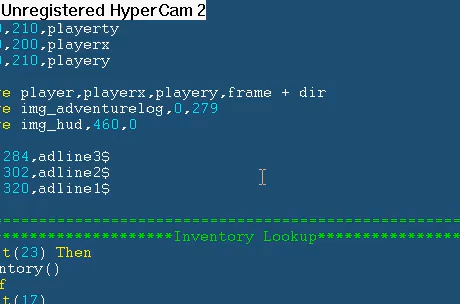 Unregistered HyperCam 2
,210,playerty
,200,playerx
,210,playery
e player,playerx,playery,frame + dir
e img_adventurelog,0,279
e img_hud,460,0
284,adline3$
302,adline2$
320,adline1$
==================================================
*******************Inventory Lookup****************
t(23) Then
ntory()
f
t(17)